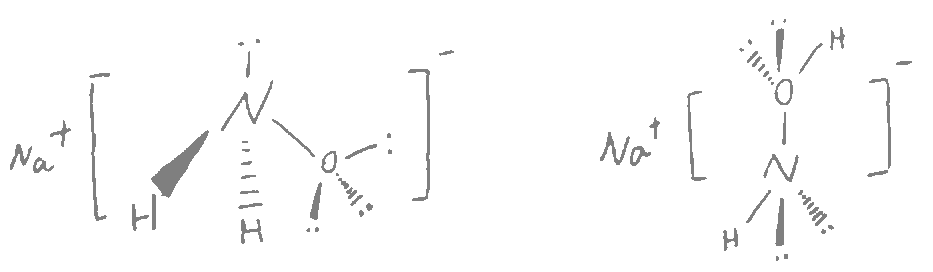 Na+ [ H N H O ] −
Na+ [ H O N H ] −